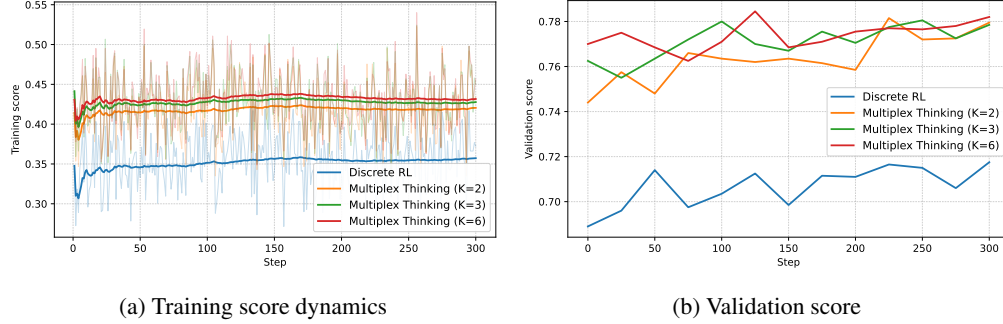 0.55
0.50
0.45
0.40
0.35
0.30
Training score
0
50
100
150
200
250
300
Step
Discrete RL
Multiplex Thinking (K=2)
Multiplex Thinking (K=3)
Multiplex Thinking (K=6)
(a) Training score dynamics
0.78
0.76
0.74
0.72
0.70
Validation score
0
50
100
150
200
250
300
Step
Discrete RL
Multiplex Thinking (K=2)
Multiplex Thinking (K=3)
Multiplex Thinking (K=6)
(b) Validation score